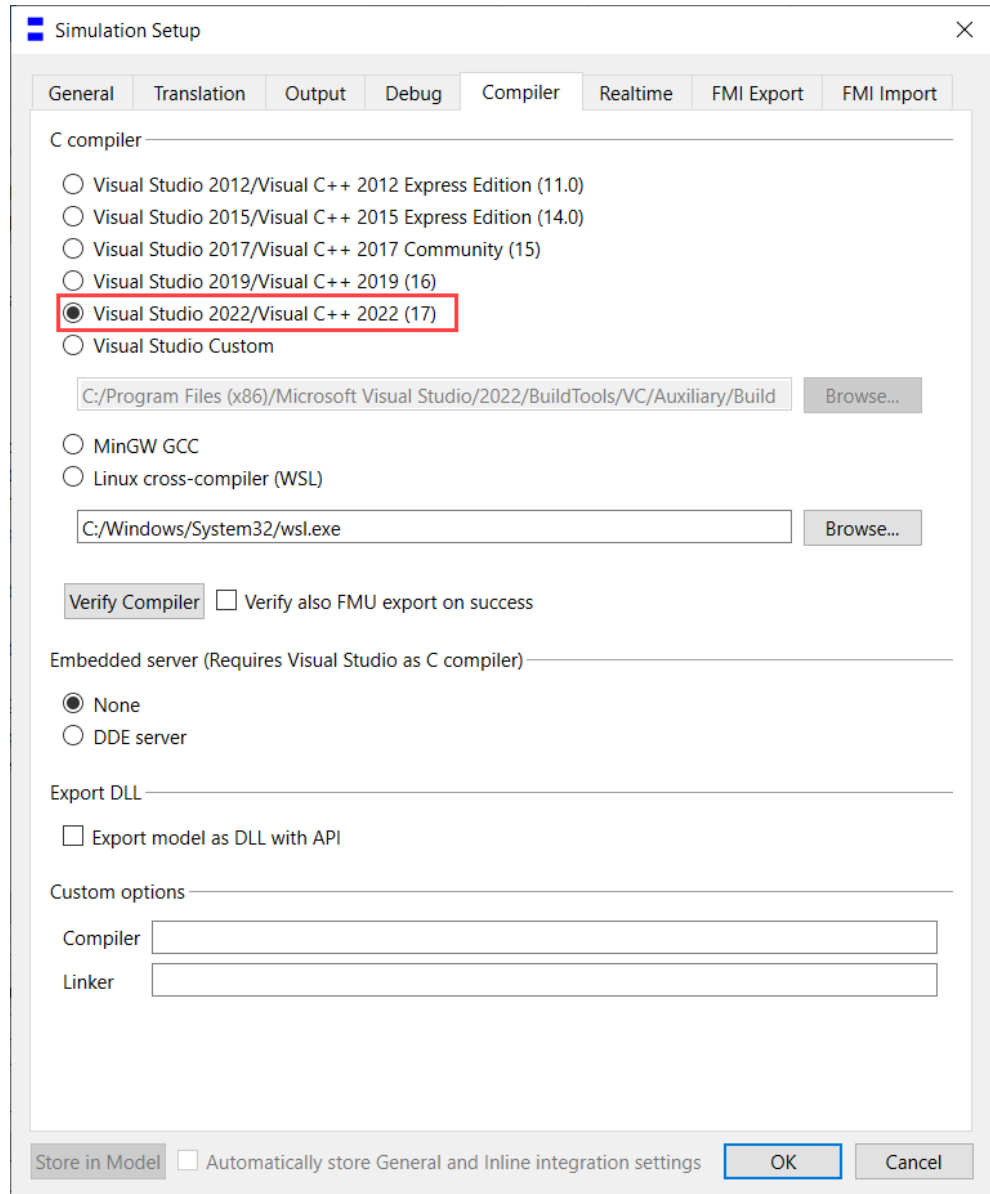 Simulation Setup
General Translation Output Debug Compiler Realtime FMI Export FMI Import
C compiler
Visual Studio 2012/Visual C++ 2012 Express Edition (11.0)
Visual Studio 2015/Visual C++ 2015 Express Edition (14.0)
Visual Studio 2017/Visual C++ 2017 Community (15)
Visual Studio 2019/Visual C++ 2019 (16)
Visual Studio 2022/Visual C++ 2022 (17)
Visual Studio Custom
C:/Program Files (x86)/Microsoft Visual Studio/2022/BuildTools/VC/Auxiliary/Build Browse...
MinGW GCC
Linux cross-compiler (WSL)
C:/Windows/System32/wsl.exe Browse...
Verify Compiler Verify also FMU export on success
Embedded server (Requires Visual Studio as C compiler)
None
DDE server
Export DLL
Export model as DLL with API
Custom options
Compiler
Linker
Store in Model Automatically store General and Inline integration settings OK Cancel